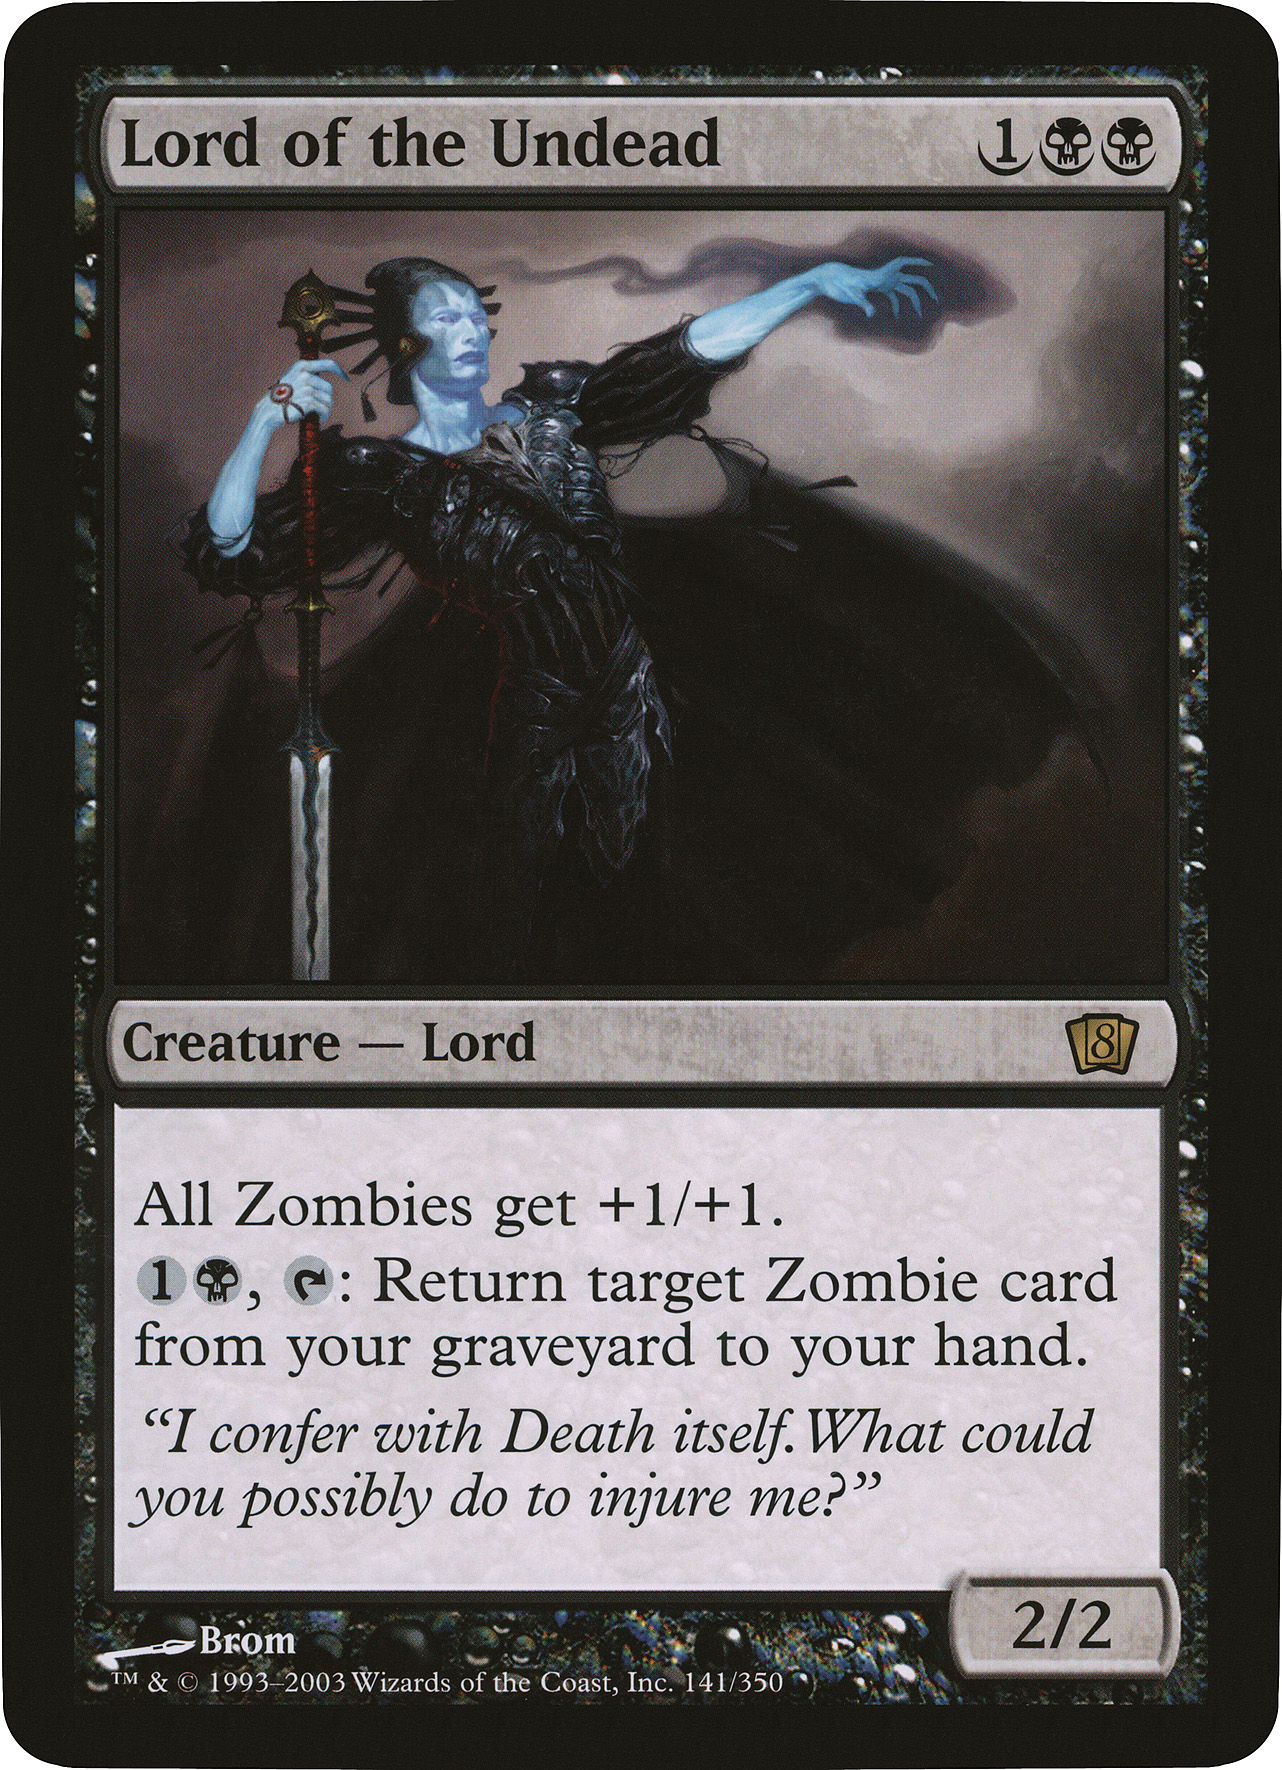 Lord of the Undead 1
Creature — Lord 8
All Zombies get +1/+1.
1, : Return target Zombie card
from your graveyard to your hand.
“I confer with Death itself. What could
you possibly do to injure me?”
2/2
Brom
™ & © 1993–2003 Wizards of the Coast, Inc. 141/350